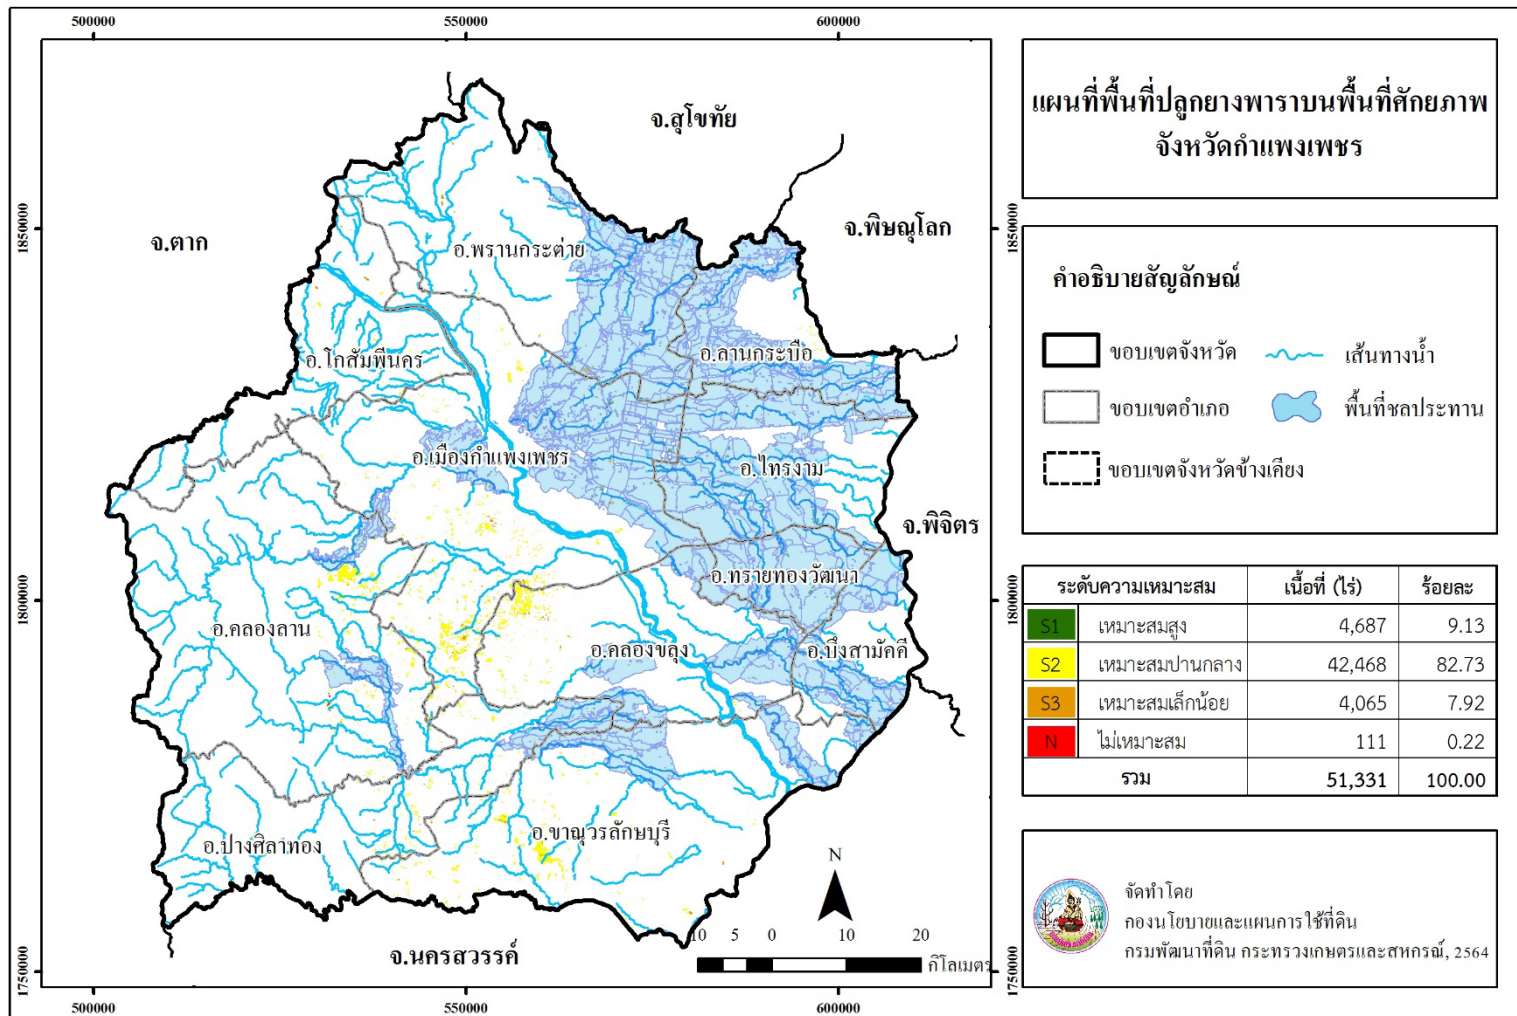 500000 550000 600000
แผนที่พื้นที่ปลูกยางพาราบนพื้นที่ศักยภาพ
จังหวัดกำแพงเพชร
จ.สุโขทัย
จ.ตาก
จ.พิษณุโลก
1850000 1850000
อ.พรานกระต่าย
อ.โกสัมพีนคร
อ.ลานกระบือ
อ.เมืองกำแพงเพชร
อ.ไทรงาม
จ.พิจิตร
อ.ทรายทองวัฒนา
1800000 1800000
อ.คลองลาน
อ.คลองขลุง
อ.บึงสามัคคี
อ.ปางศิลาทอง
อ.ขาณุวรลักษบุรี
N
10 5 0 10 20
กิโลเมตร
จ.นครสวรรค์
1750000 1750000
500000 550000 600000
คำอธิบายสัญลักษณ์
ขอบเขตจังหวัด เส้นทางน้ำ
ขอบเขตอำเภอ พื้นที่ชลประทาน
ขอบเขตจังหวัดข้างเคียง
ระดับความเหมาะสม เนื้อที่ (ไร่) ร้อยละ
S1 เหมาะสมสูง 4,687 9.13
S2 เหมาะสมปานกลาง 42,468 82.73
S3 เหมาะสมเล็กน้อย 4,065 7.92
N ไม่เหมาะสม 111 0.22
รวม 51,331 100.00
จัดทำโดย
กองนโยบายและแผนการใช้ที่ดิน
กรมพัฒนาที่ดิน กระทรวงเกษตรและสหกรณ์, 2564